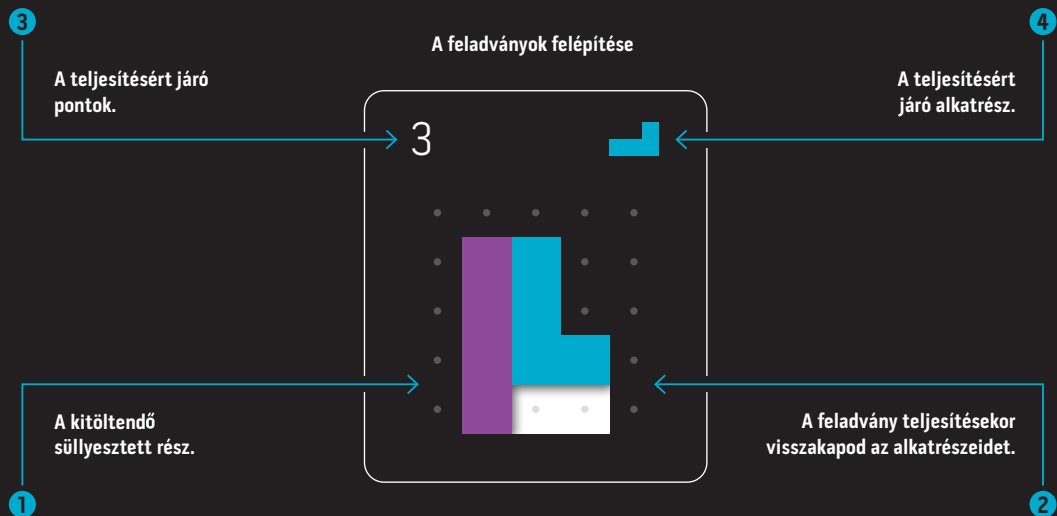 A feladványok felépítése
3
A teljesítésért járó
pontok.
4
A teljesítésért
járó alkatrész.
3
1
A kitöltendő
süllyesztett rész.
2
A feladvány teljesítésekor
visszakapod az alkatrészeidet.